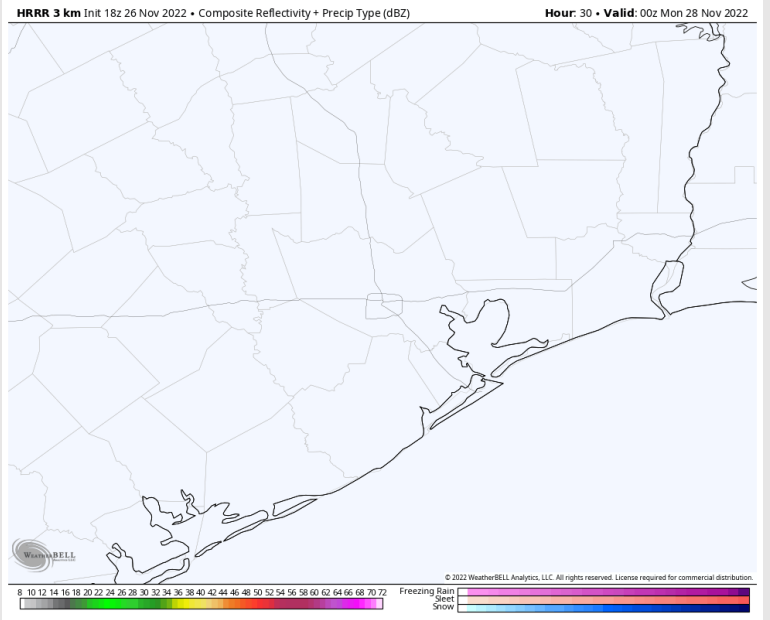 HRRR 3 km Init 18z 26 Nov 2022 • Composite Reflectivity + Precip Type (dBZ) Hour: 30 • Valid: 00z Mon 28 Nov 2022
WEATHERBELL
© 2022 WeatherBELL Analytics, LLC. All rights reserved. License required for commercial distribution.
8 10 12 14 16 18 20 22 24 26 28 30 32 34 36 38 40 42 44 46 48 50 52 54 56 58 60 62 64 66 68 70 72
Freezing Rain
Sleet
Snow